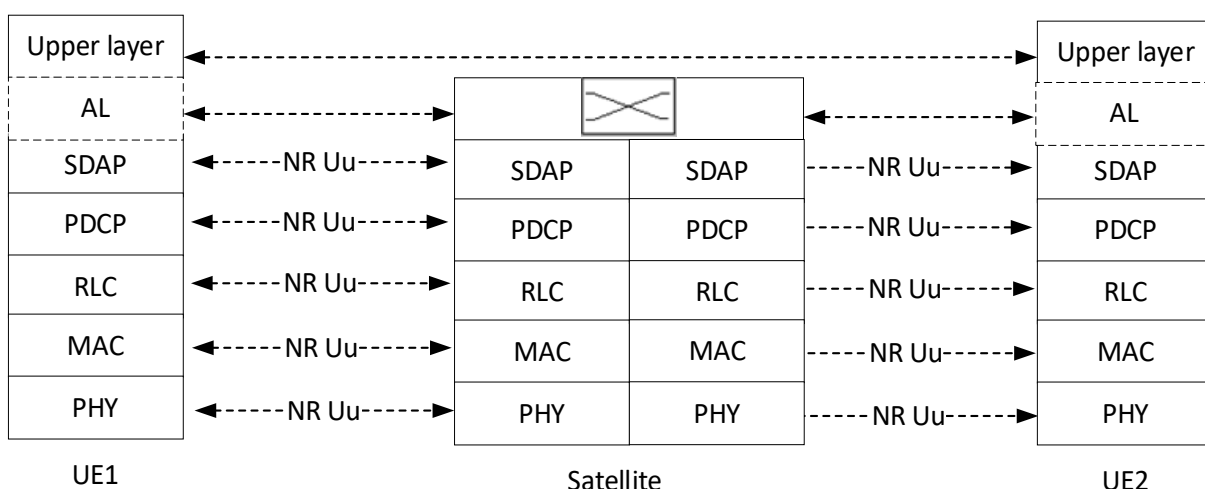 Upper layer Upper layer
AL AL
SDAP NR Uu SDAP SDAP NR Uu SDAP
PDCP NR Uu PDCP PDCP NR Uu PDCP
RLC NR Uu RLC RLC NR Uu RLC
MAC NR Uu MAC MAC NR Uu MAC
PHY NR Uu PHY PHY NR Uu PHY
UE1 Satellite UE2